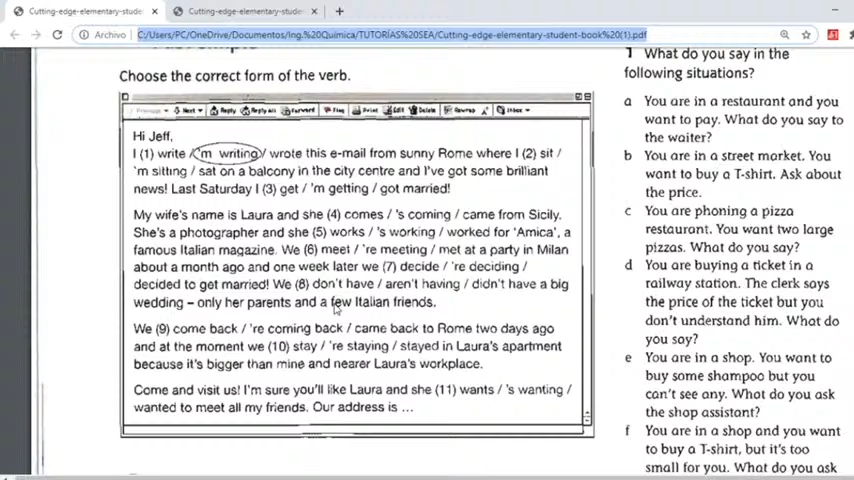 Cutting-edge-elementary-student-b
Cutting-edge-elementary-student-b
Archivo
C:/Users/PC/OneDrive/Documentos/Ing.%20Quimica/TUTORÍAS%20SEA/Cutting-edge-elementary-student-book%20(1).pdf
Choose the correct form of the verb.
Reply Reply All Forward Flag Print Edit Delete Inbox
Hi Jeff,
I (1) write / 'm writing / wrote this e-mail from sunny Rome where I (2) sit /
'm sitting / sat on a balcony in the city centre and I've got some brilliant
news! Last Saturday I (3) get / 'm getting / got married!
My wife's name is Laura and she (4) comes / 's coming / came from Sicily.
She's a photographer and she (5) works / 's working / worked for 'Amica', a
famous Italian magazine. We (6) meet / 're meeting / met at a party in Milan
about a month ago and one week later we (7) decide / 're deciding /
decided to get married! We (8) don't have / aren't having / didn't have a big
wedding – only her parents and a few Italian friends.
We (9) come back / 're coming back / came back to Rome two days ago
and at the moment we (10) stay / 're staying / stayed in Laura's apartment
because it's bigger than mine and nearer Laura's workplace.
Come and visit us! I'm sure you'll like Laura and she (11) wants / 's wanting /
wanted to meet all my friends. Our address is ...
1 What do you say in the
following situations?
a You are in a restaurant and you
want to pay. What do you say to
the waiter?
b You are in a street market. You
want to buy a T-shirt. Ask about
the price.
c You are phoning a pizza
restaurant. You want two large
pizzas. What do you say?
d You are buying a ticket in a
railway station. The clerk says
the price of the ticket but you
don't understand him. What do
you say?
e You are in a shop. You want to
buy some shampoo but you
can't see any. What do you ask
the shop assistant?
f You are in a shop and you want
to buy a T-shirt, but it's too
small for you. What do you ask